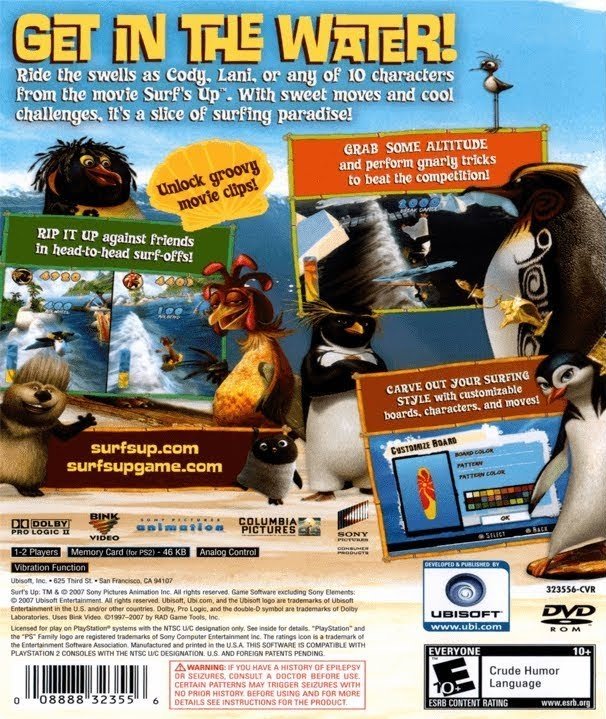 GET IN THE WATER!
Ride the swells as Cody, Lani, or any of 10 characters
from the movie Surf's Up™. With sweet moves and cool
challenges, it's a slice of surfing paradise!
Unlock groovy
movie clips!
GRAB SOME ALTITUDE
and perform gnarly tricks
to beat the competition!
RIP IT UP against friends
in head-to-head surf-offs!
CARVE OUT YOUR SURFING
STYLE with customizable
boards, characters, and moves!
CUSTOMIZE BOARD
BOARD COLOR
PATTERN
PATTERN COLOR
OK
SELECT
BACK
surfsup.com
surfsupgame.com
DOLBY
PRO LOGIC II
BINK
VIDEO
SONY PICTURES
animation
COLUMBIA
PICTURES
SONY
PICTURES
CONSUMER
PRODUCTS
1-2 Players
Memory Card (for PS2) - 46 KB
Analog Control
Vibration Function
Ubisoft, Inc. • 625 Third St. • San Francisco, CA 94107
Surf's Up: TM & © 2007 Sony Pictures Animation Inc. All rights reserved. Game Software excluding Sony Elements:
© 2007 Ubisoft Entertainment. All rights reserved. Ubisoft, Ubi.com, and the Ubisoft logo are trademarks of Ubisoft
Entertainment in the U.S. and/or other countries. Dolby, Pro Logic, and the double-D symbol are trademarks of Dolby
Laboratories. Uses Bink Video. ©1997–2007 by RAD Game Tools, Inc.
Licensed for play on PlayStation® systems with the NTSC U/C designation only. See inside for details. "PlayStation" and
the "PS" Family logo are registered trademarks of Sony Computer Entertainment Inc. The ratings icon is a trademark of
the Entertainment Software Association. Manufactured and printed in the U.S.A. THIS SOFTWARE IS COMPATIBLE WITH
PLAYSTATION 2 CONSOLES WITH THE NTSC U/C DESIGNATION. U.S. AND FOREIGN PATENTS PENDING.
DEVELOPED & PUBLISHED BY
UBISOFT
www.ubi.com
323556-CVR
DVD
ROM
0 08888 32355 6
WARNING: IF YOU HAVE A HISTORY OF EPILEPSY
OR SEIZURES, CONSULT A DOCTOR BEFORE USE.
CERTAIN PATTERNS MAY TRIGGER SEIZURES WITH
NO PRIOR HISTORY. BEFORE USING AND FOR MORE
DETAILS SEE INSTRUCTIONS FOR THE PRODUCT.
EVERYONE 10+
E
10+
Crude Humor
Language
ESRB CONTENT RATING www.esrb.org